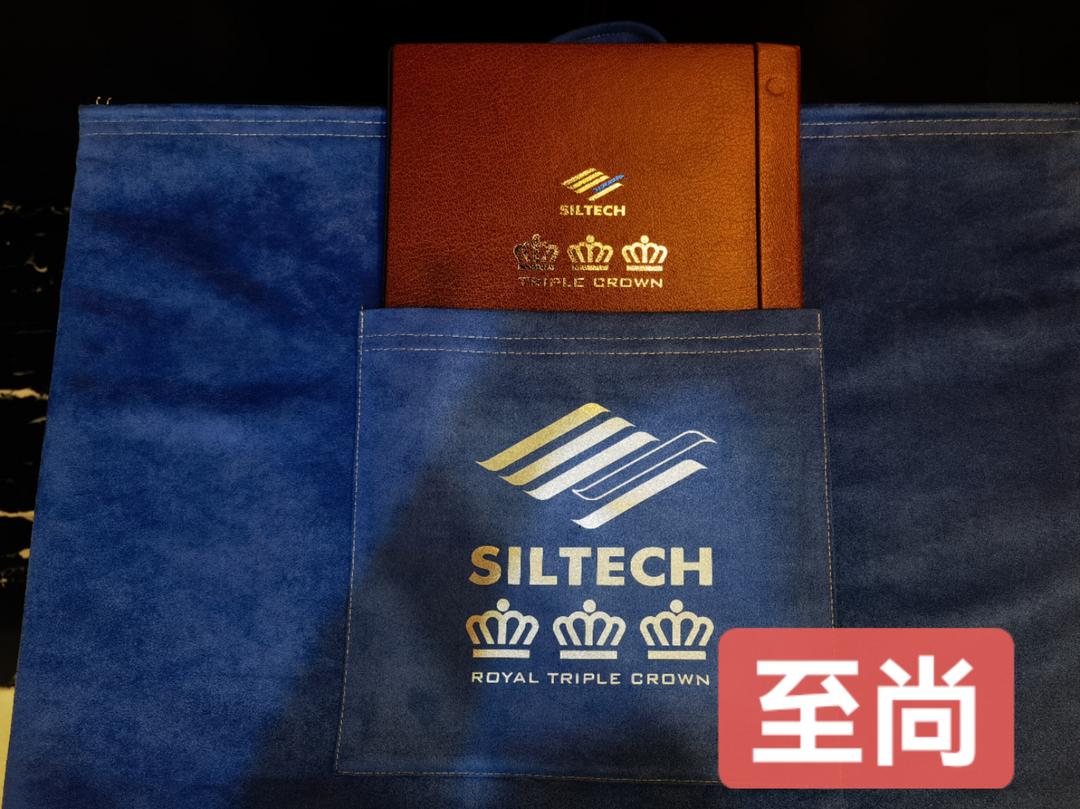 SILTECH
TRIPLE CROWN
SILTECH
ROYAL TRIPLE CROWN
至尚